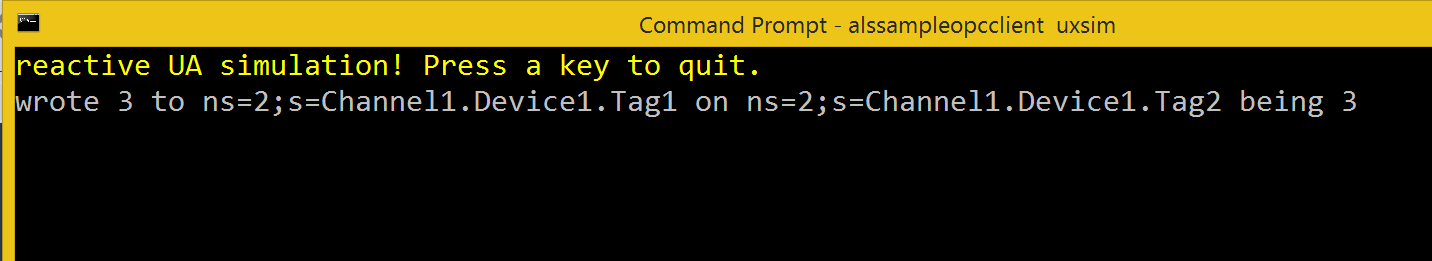 Command Prompt - alssampleopcclient uxsim
reactive UA simulation! Press a key to quit.
wrote 3 to ns=2;s=Channel1.Device1.Tag1 on ns=2;s=Channel1.Device1.Tag2 being 3